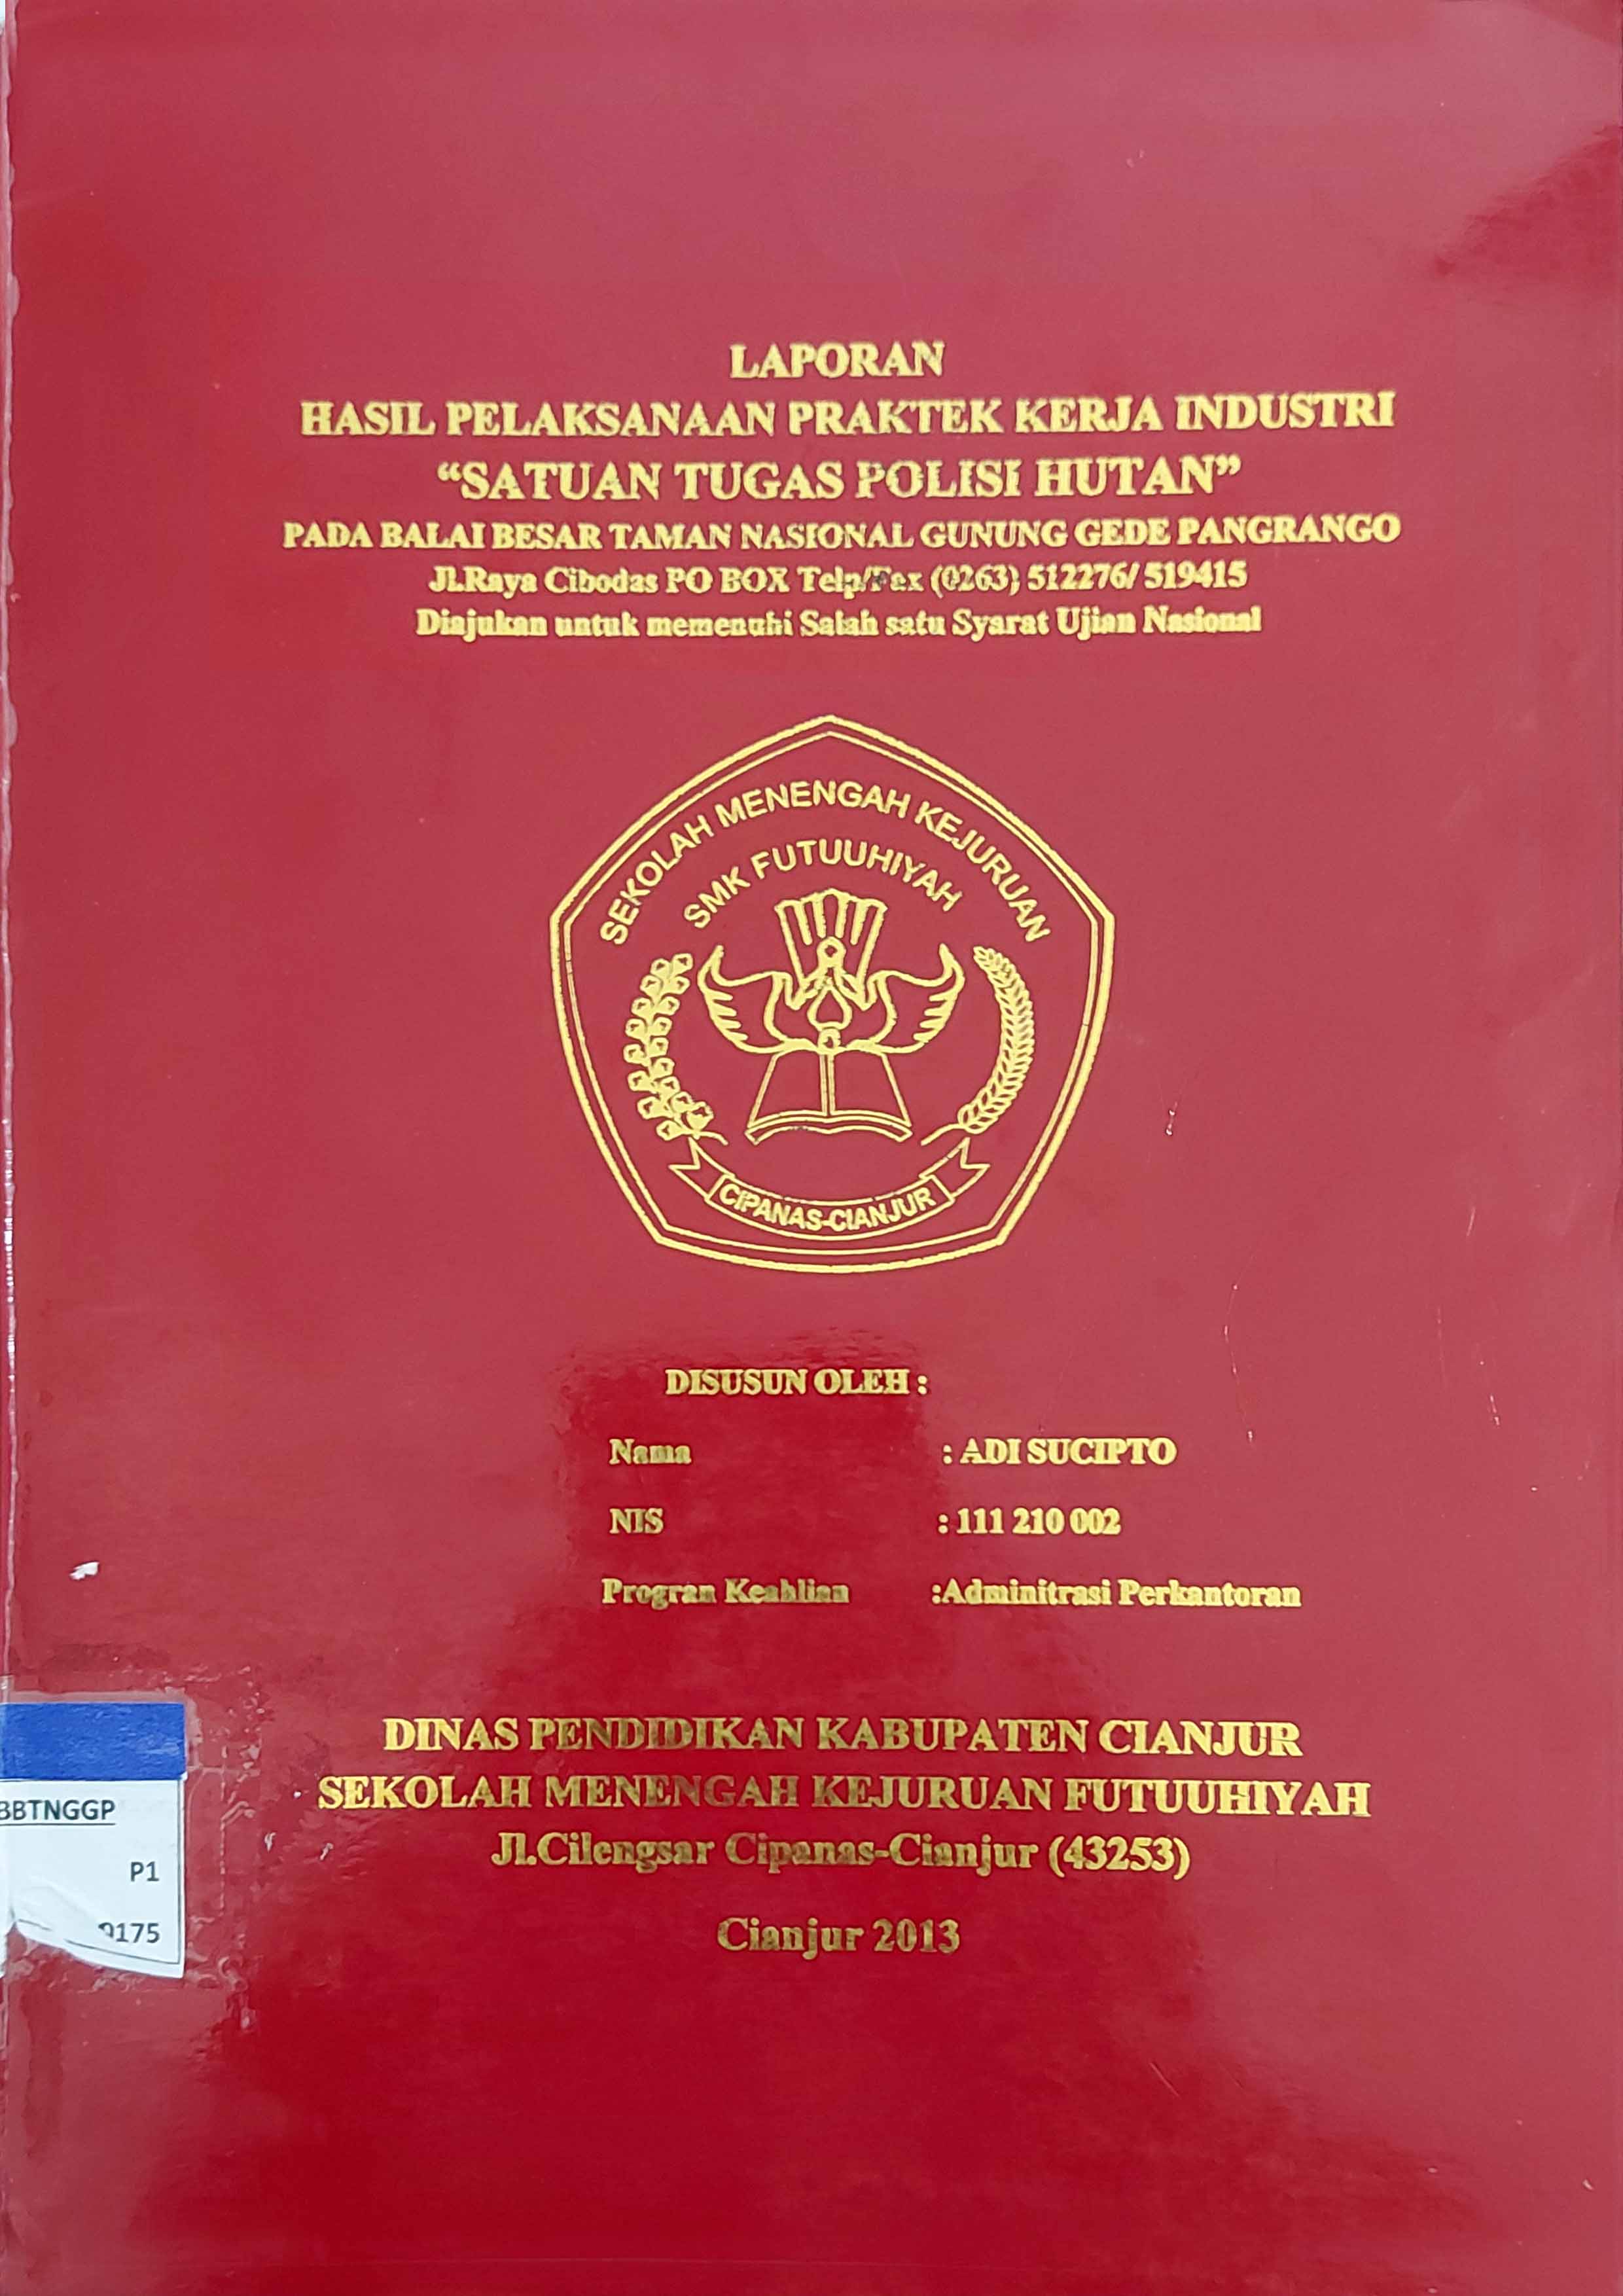 LAPORAN
HASIL PELAKSANAAN PRAKTEK KERJA INDUSTRI
“SATUAN TUGAS POLISI HUTAN”
PADA BALAI BESAR TAMAN NASIONAL GUNUNG GEDE PANGRANGO
Jl.Raya Cibodas PO BOX Telp/Fax (0263) 512276/ 519415
Diajukan untuk memenuhi Salah satu Syarat Ujian Nasional
SEKOLAH MENENGAH KEJURUAN
SMK FUTUUHIYAH
CIPANAS-CIANJUR
DISUSUN OLEH :
Nama : ADI SUCIPTO
NIS : 111 210 002
Progran Keahlian :Adminitrasi Perkantoran
DINAS PENDIDIKAN KABUPATEN CIANJUR
SEKOLAH MENENGAH KEJURUAN FUTUUHIYAH
Jl.Cilengsar Cipanas-Cianjur (43253)
Cianjur 2013
BBTNGGP
P1